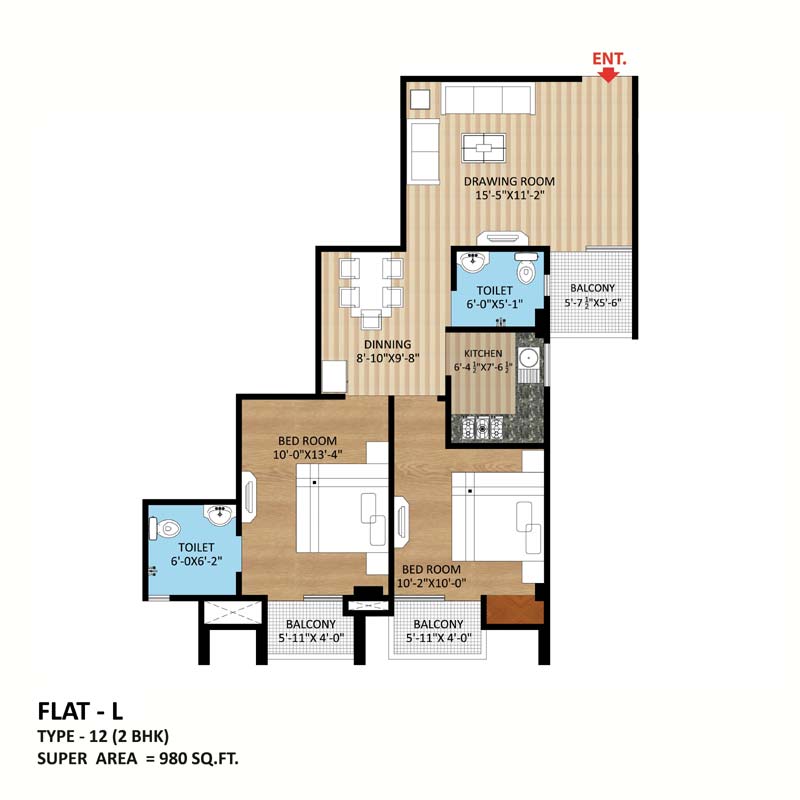 ENT.
DRAWING ROOM
15'-5"X11'-2"
TOILET
6'-0"X5'-1"
BALCONY
5'-7 ½"X5'-6"
DINNING
8'-10"X9'-8"
KITCHEN
6'-4 ½"X7'-6 ½"
BED ROOM
10'-0"X13'-4"
TOILET
6'-0X6'-2"
BED ROOM
10'-2"X10'-0"
BALCONY
5'-11"X 4'-0"
BALCONY
5'-11"X 4'-0"
FLAT - L
TYPE - 12 (2 BHK)
SUPER AREA = 980 SQ.FT.